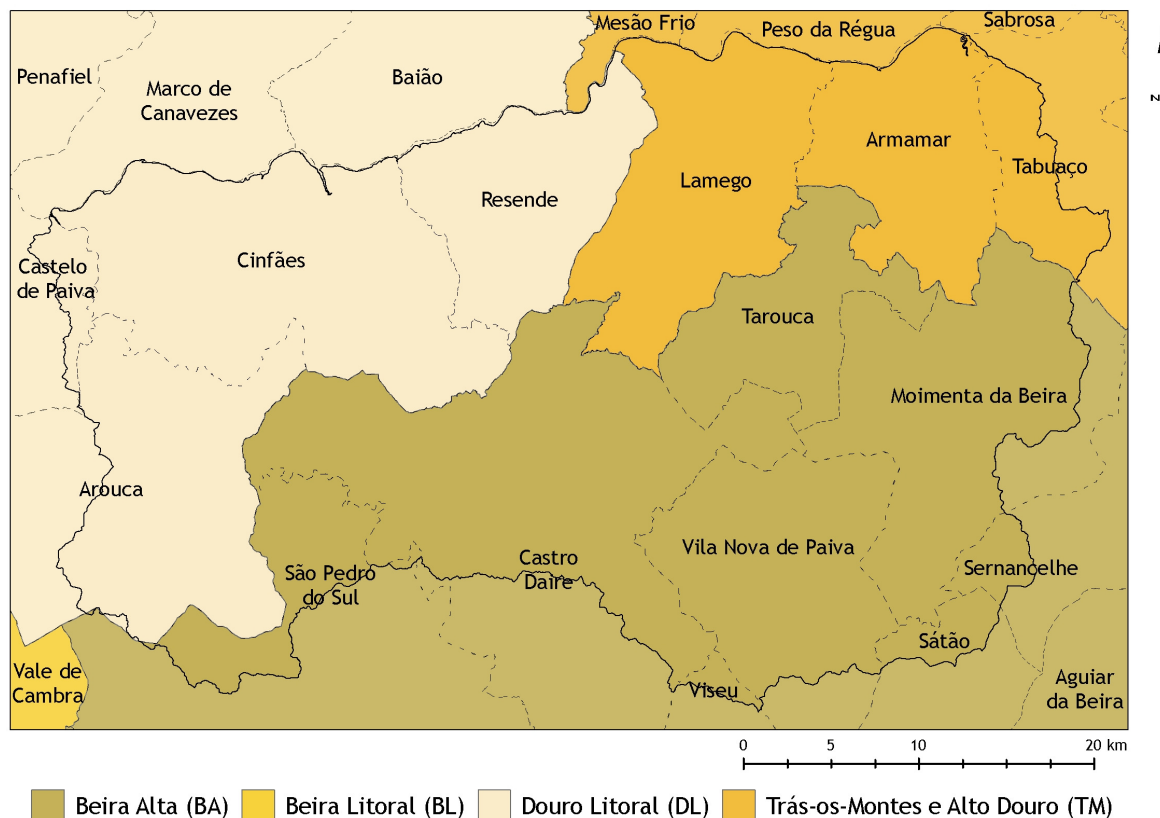 Mesão Frio
Sabrosa
Peso da Régua
Penafiel
Baião
Marco de
Canavezes
Armamar
Tabuaço
Lamego
Resende
Cinfães
Castelo
de Paiva
Tarouca
Moimenta da Beira
Arouca
Vila Nova de Paiva
Castro
Daire
São Pedro
do Sul
Sernancelhe
Sátão
Vale de
Cambra
Viseu
Aguiar
da Beira
0 5 10 20 km
Beira Alta (BA) Beira Litoral (BL) Douro Litoral (DL) Trás-os-Montes e Alto Douro (TM)